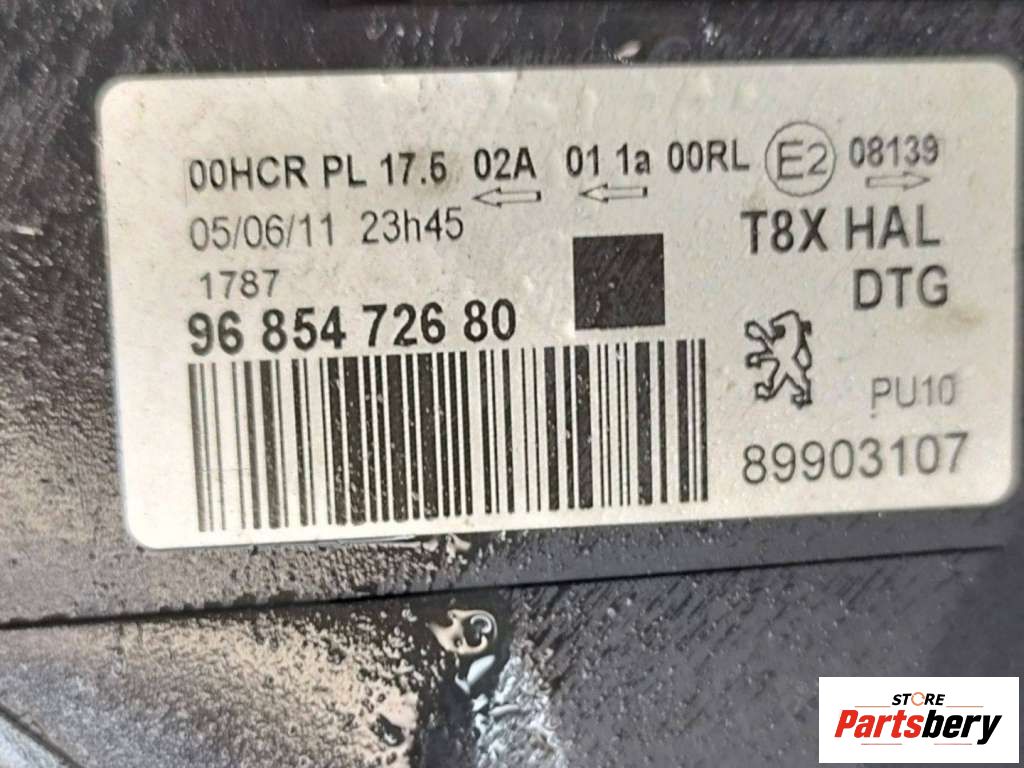 00HCR PL 17.5 02A 01 1a 00RL E2 08139
05/06/11 23h45
T8X HAL
1787
DTG
96 854 726 80
PU10
89903107
STORE
Partsbery